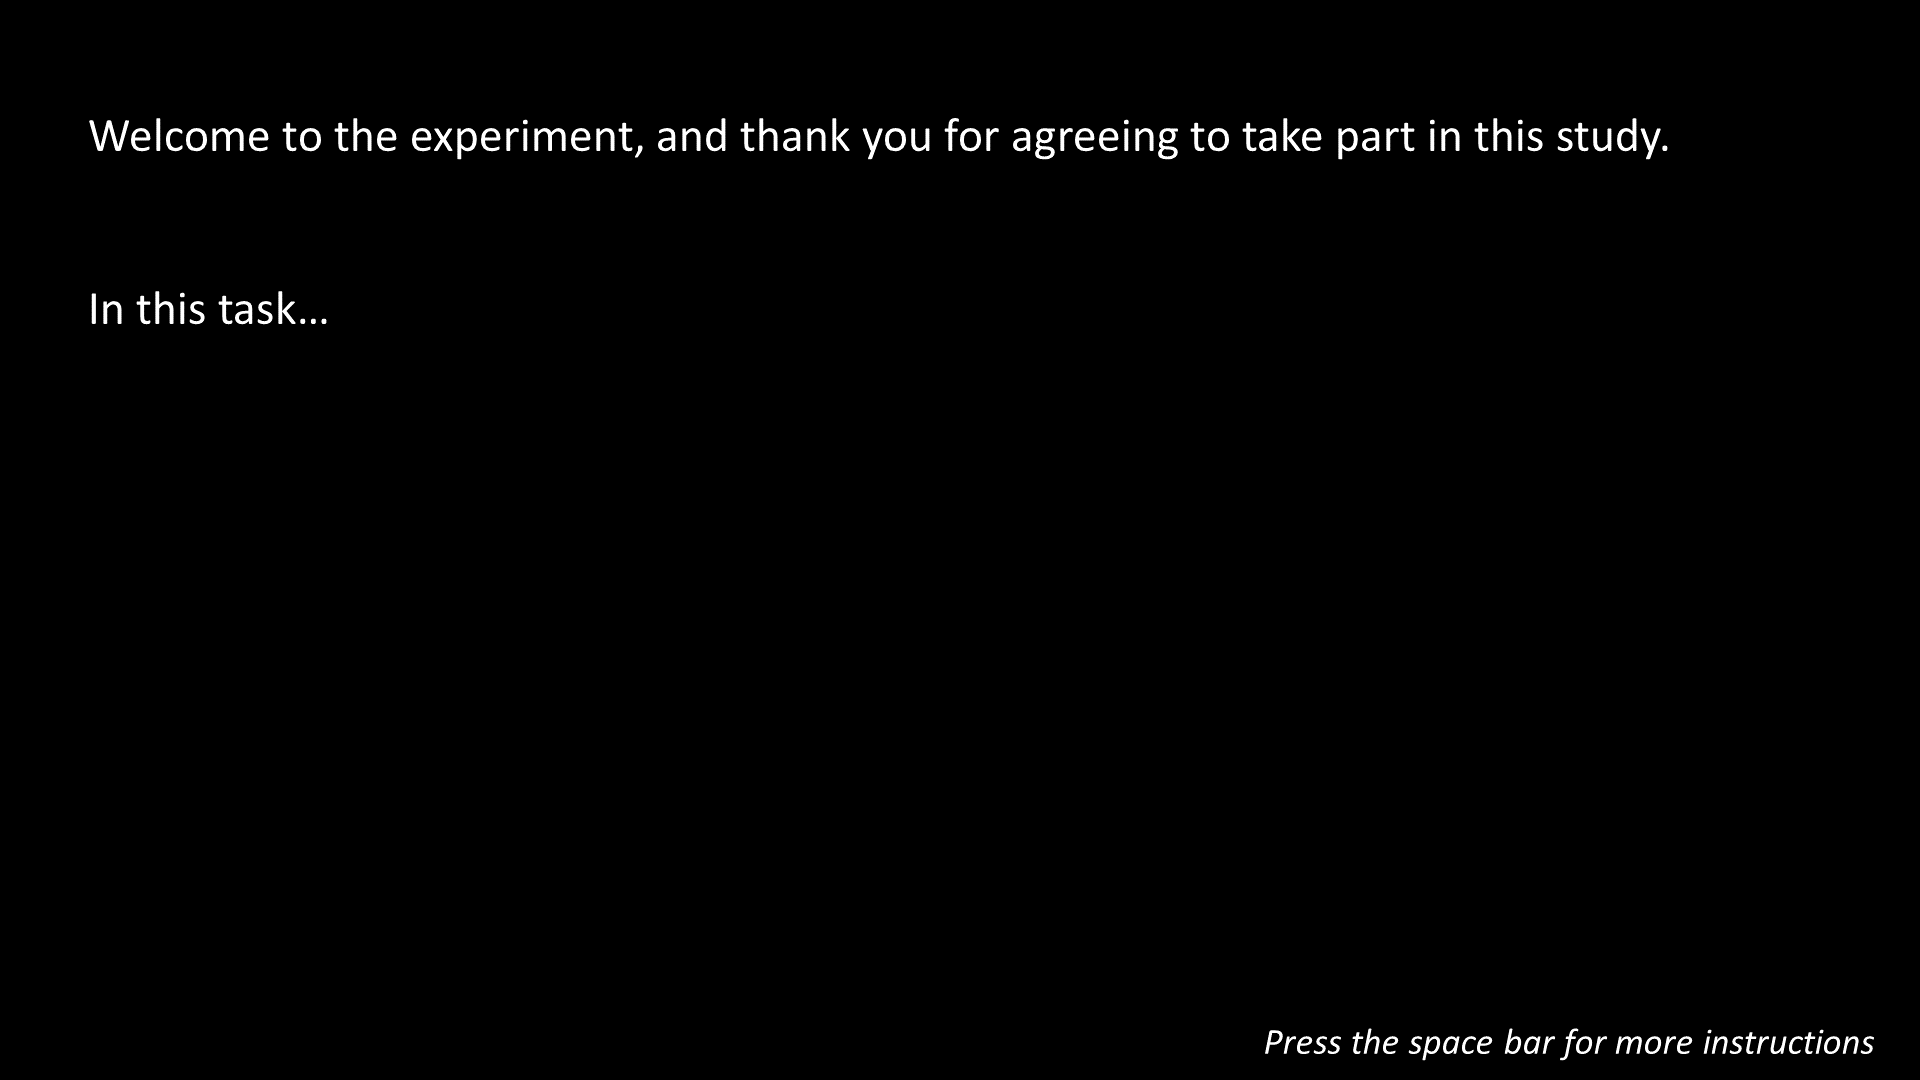 Welcome to the experiment, and thank you for agreeing to take part in this study.
In this task…
Press the space bar for more instructions